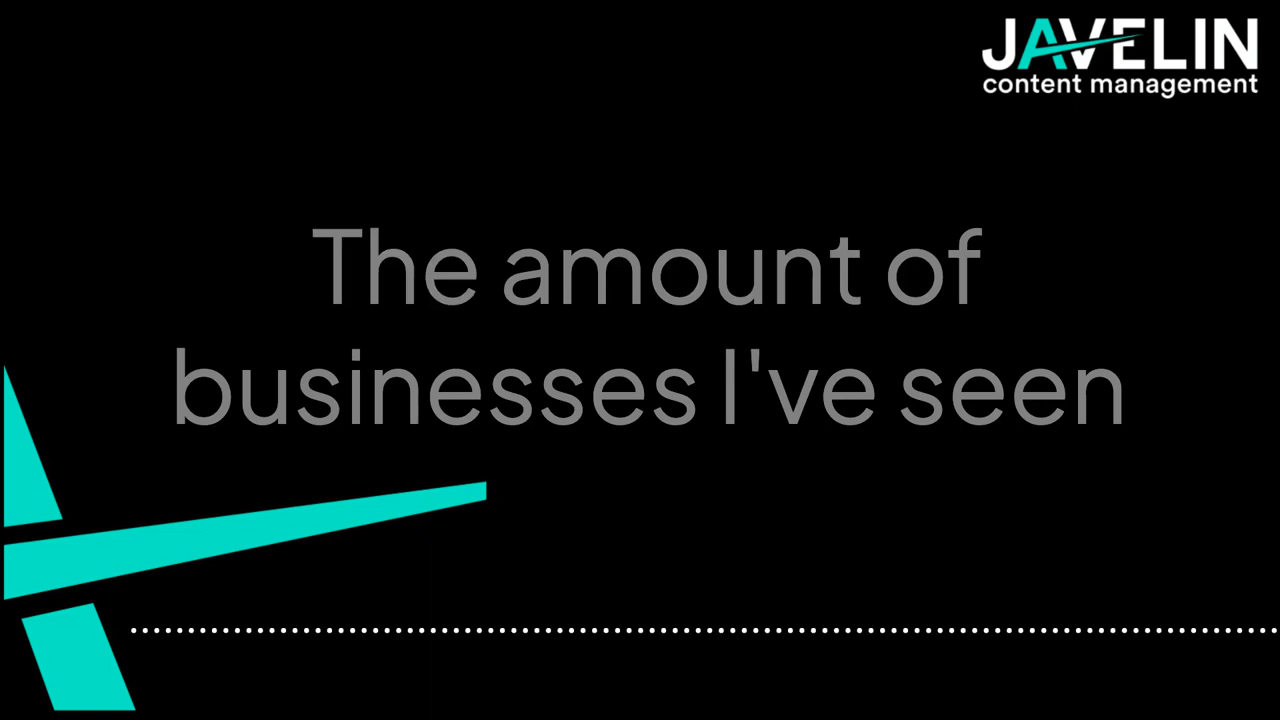 JAVELIN
content management
The amount of
businesses I've seen